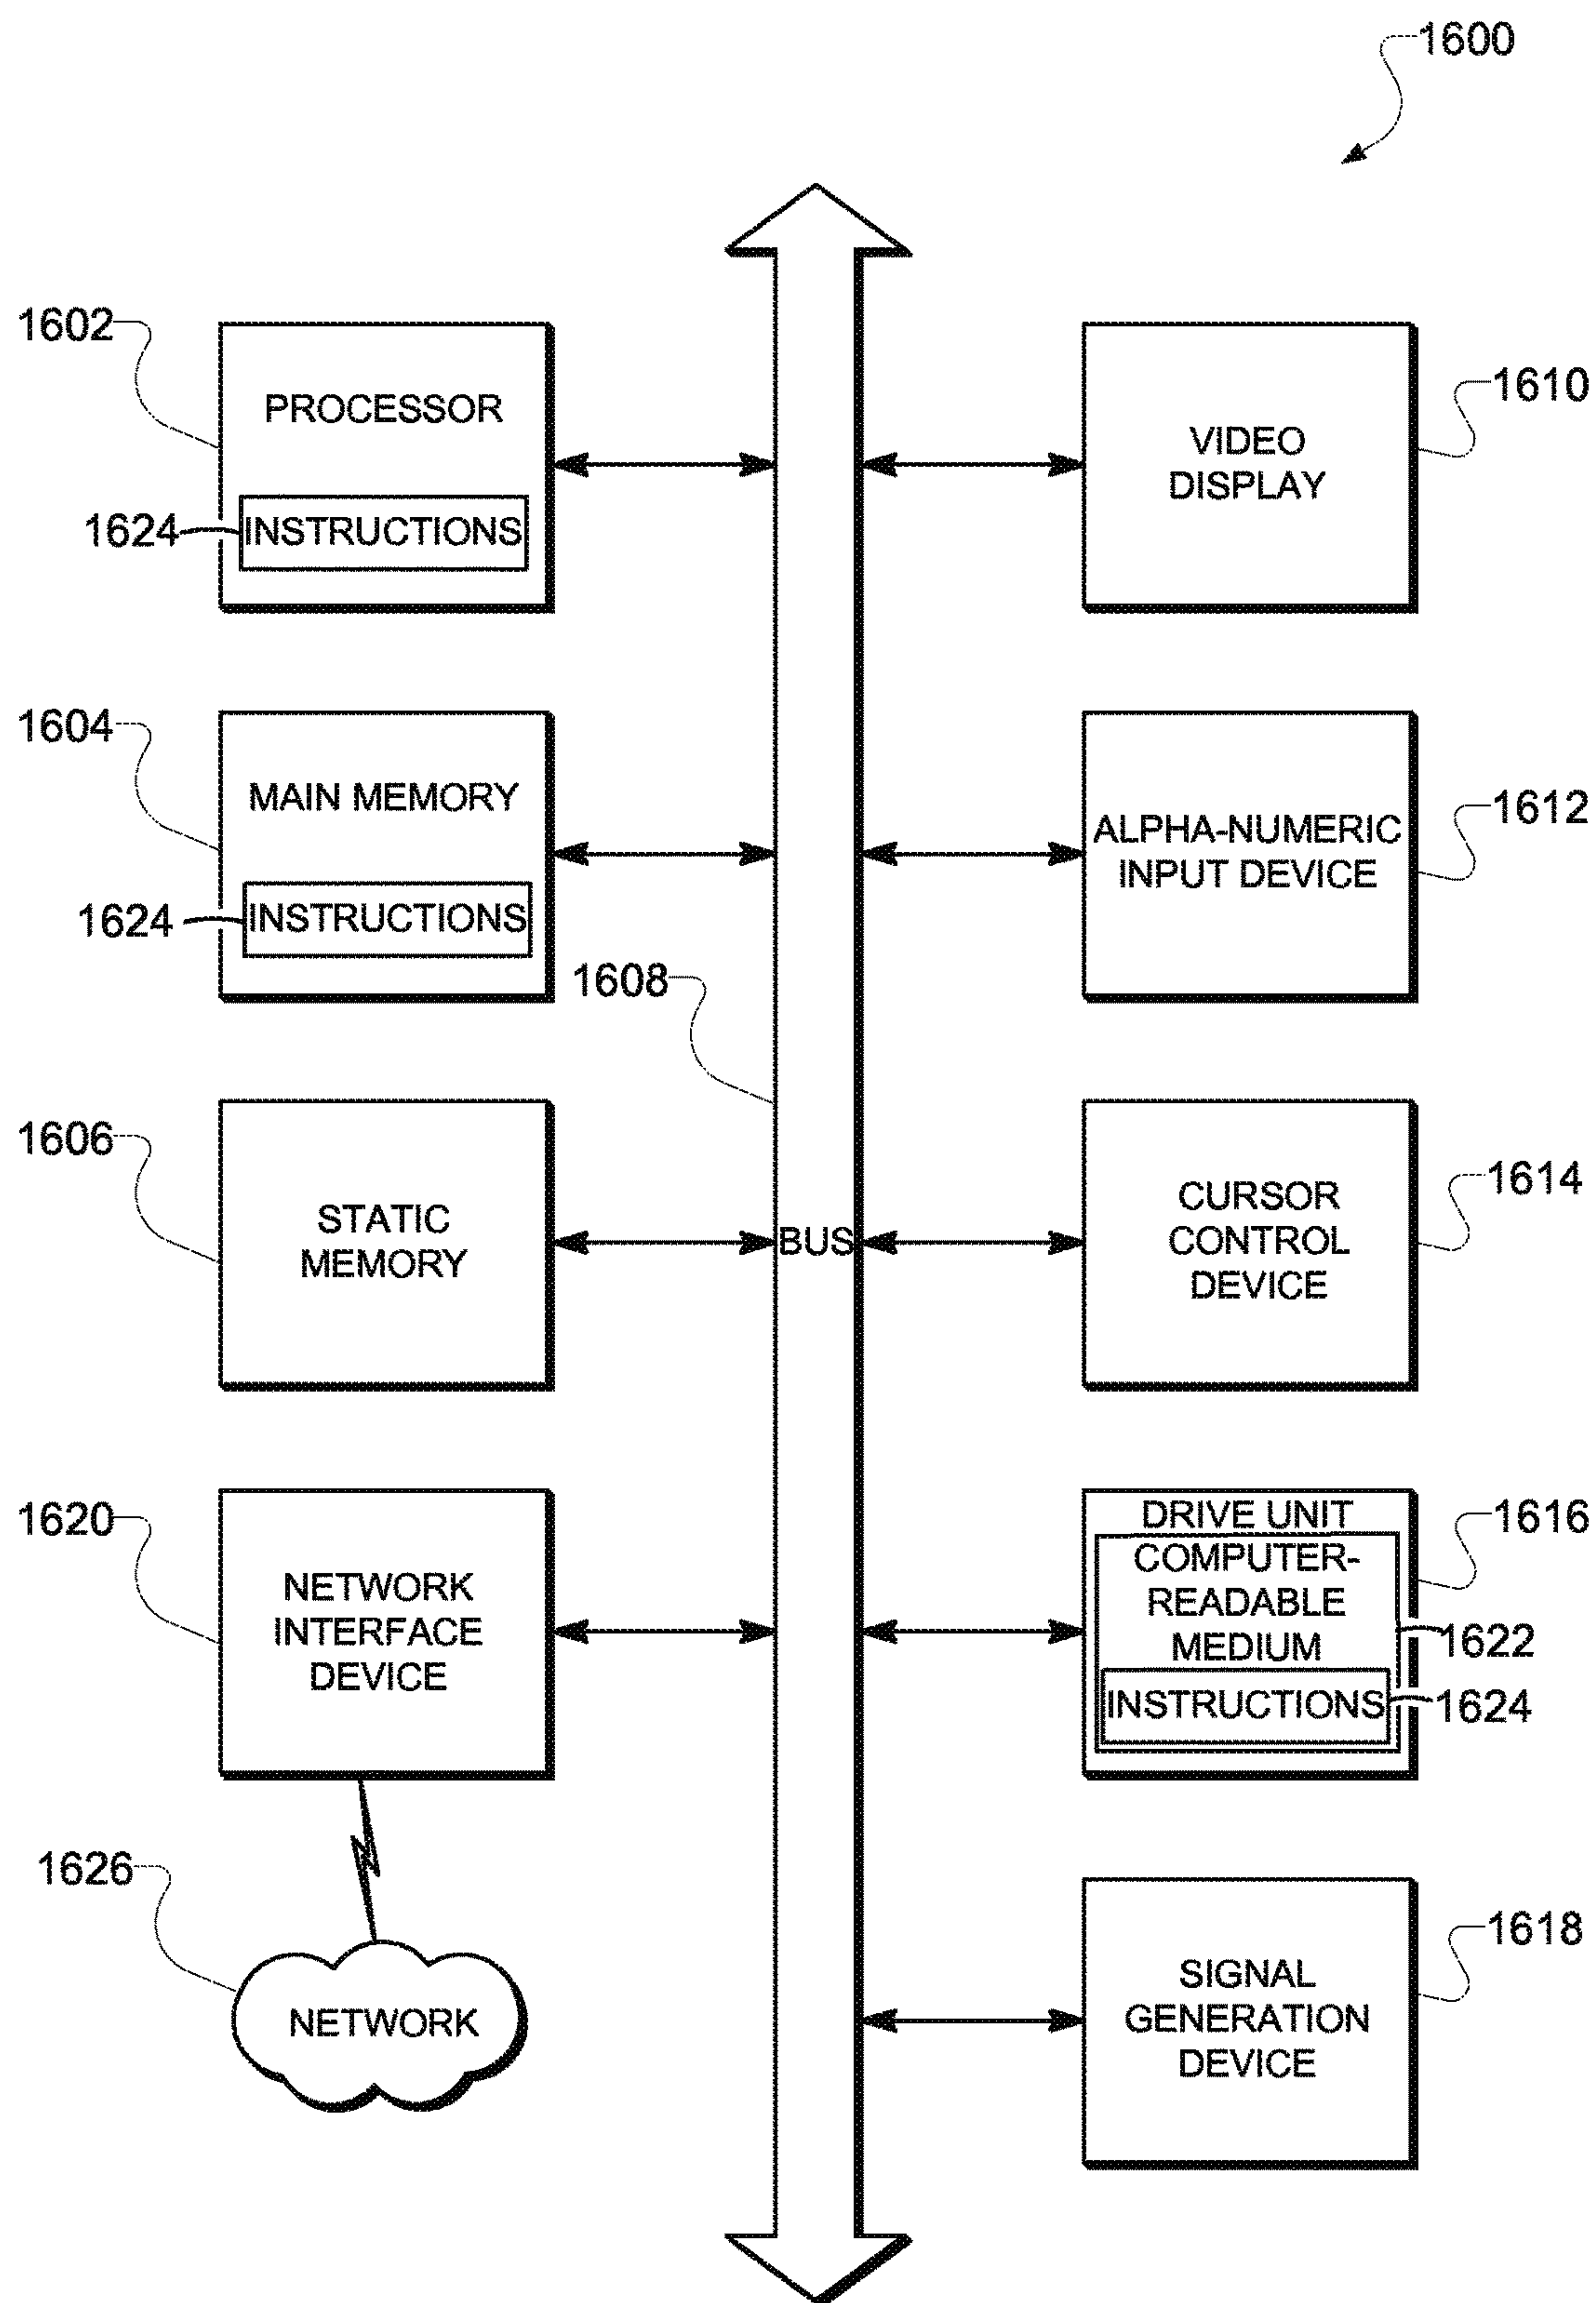 1600
1602
PROCESSOR
1624
INSTRUCTIONS
1610
VIDEO
DISPLAY
1604
MAIN MEMORY
1624
INSTRUCTIONS
1608
BUS
1612
ALPHA-NUMERIC
INPUT DEVICE
1606
STATIC
MEMORY
1614
CURSOR
CONTROL
DEVICE
1620
NETWORK
INTERFACE
DEVICE
1616
DRIVE UNIT
COMPUTER-
READABLE
MEDIUM
1622
INSTRUCTIONS
1624
1626
NETWORK
1618
SIGNAL
GENERATION
DEVICE